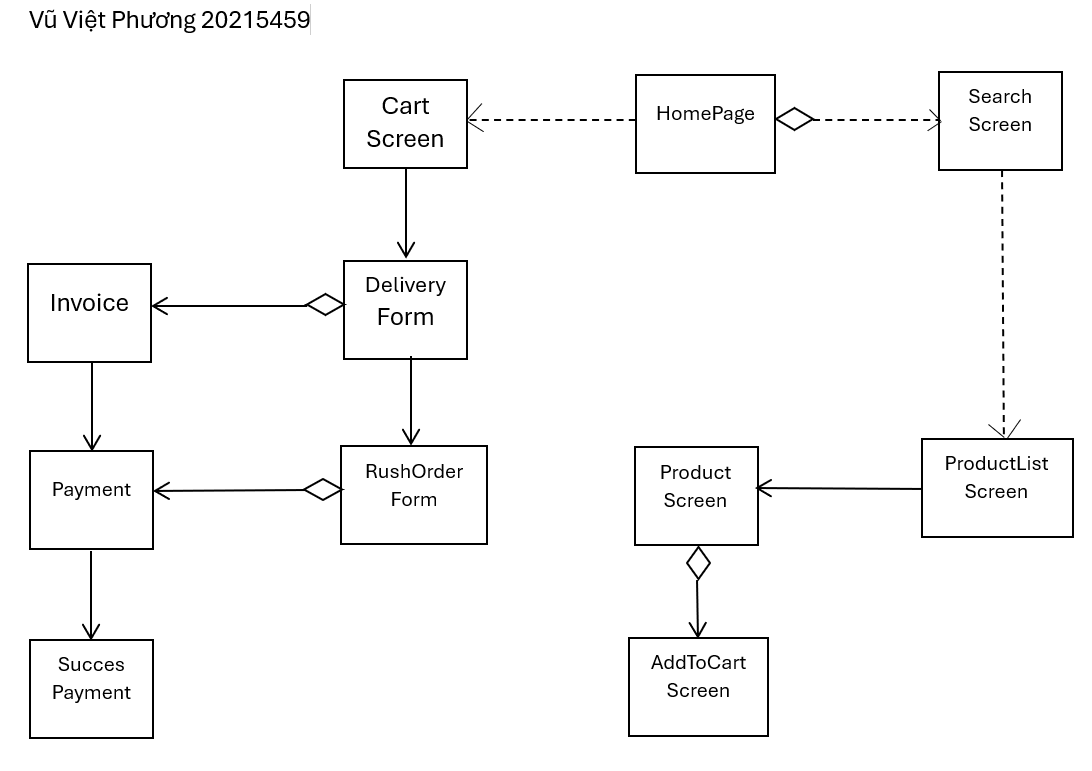 Vũ Việt Phương 20215459
Cart
Screen
HomePage
Search
Screen
Invoice
Delivery
Form
Payment
RushOrder
Form
Product
Screen
ProductList
Screen
Succes
Payment
AddToCart
Screen